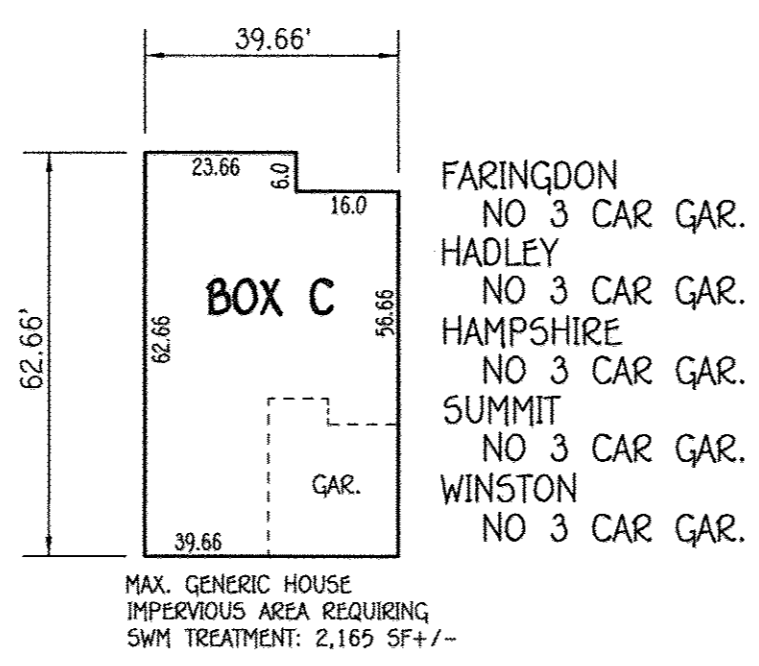 39.66'
23.66
6.0
16.0
FARINGDON
NO 3 CAR GAR.
HADLEY
NO 3 CAR GAR.
HAMPSHIRE
NO 3 CAR GAR.
SUMMIT
NO 3 CAR GAR.
WINSTON
NO 3 CAR GAR.
BOX C
62.66'
62.66
56.66
GAR.
39.66
MAX. GENERIC HOUSE
IMPERVIOUS AREA REQUIRING
SWM TREATMENT: 2,165 SF+/-